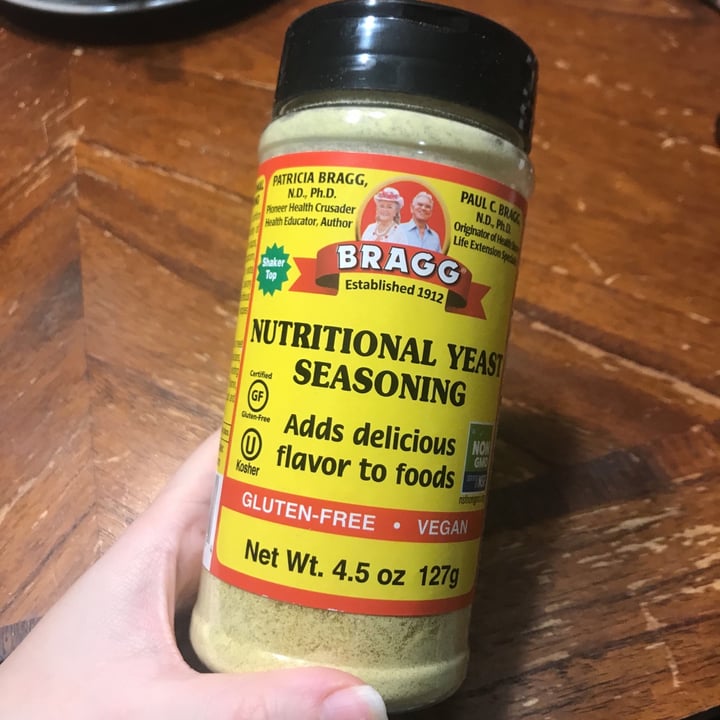 PATRICIA BRAGG,
N.D., Ph.D.
Pioneer Health Crusader
Health Educator, Author
PAUL C. BRAGG,
N.D., Ph.D.
Originator of Health
Life Extension
Shaker
Top
BRAGG
Established 1912
NUTRITIONAL YEAST
SEASONING
Certified
GF
Gluten-Free
U
Kosher
Adds delicious
flavor to foods
NON
GMO
GLUTEN-FREE • VEGAN
Net Wt. 4.5 oz 127g